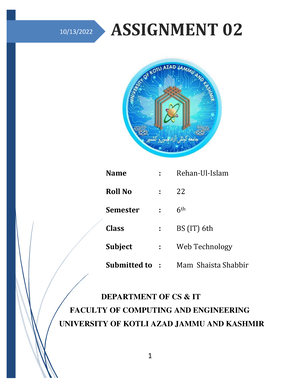 10/13/2022
ASSIGNMENT 02
UNIVERSITY OF KOTLI AZAD JAMMU AND KASHMIR
Name : Rehan-Ul-Islam
Roll No : 22
Semester : 6th
Class : BS (IT) 6th
Subject : Web Technology
Submitted to : Mam Shaista Shabbir
DEPARTMENT OF CS & IT
FACULTY OF COMPUTING AND ENGINEERING
UNIVERSITY OF KOTLI AZAD JAMMU AND KASHMIR
1